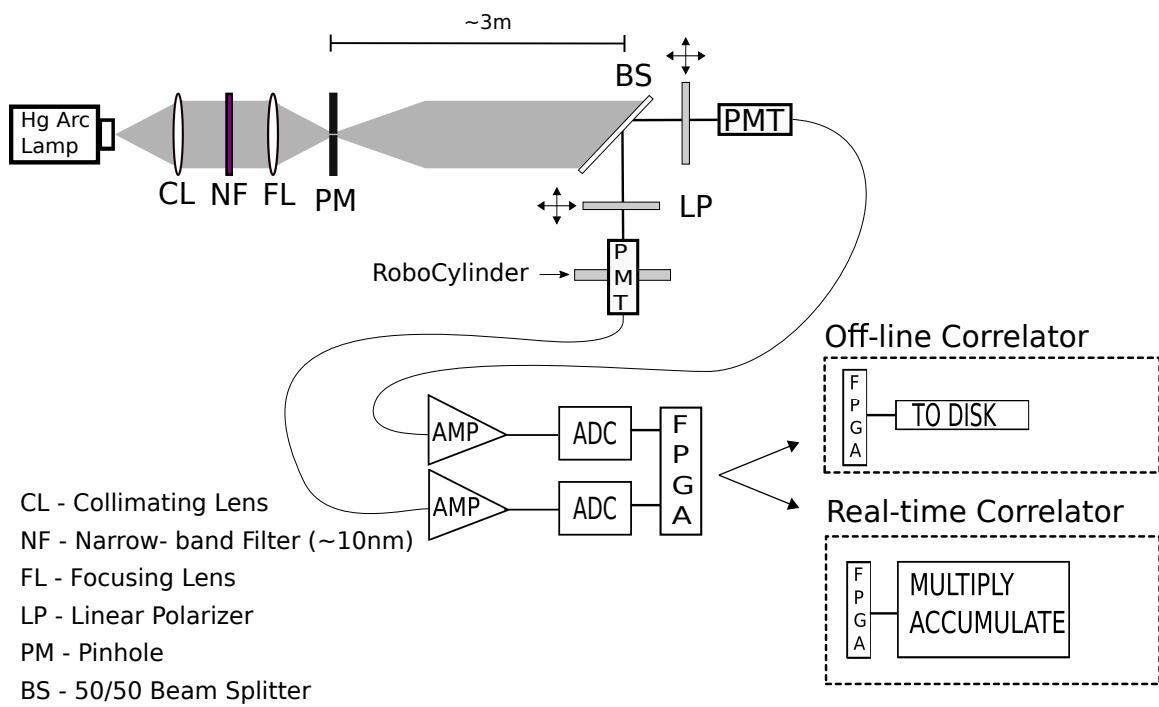 ~3m
BS
Hg Arc
Lamp
PMT
CL
NF
FL
PM
LP
RoboCylinder
P
M
T
Off-line Correlator
F
P
G
A
TO DISK
AMP
ADC
F
P
G
A
AMP
ADC
Real-time Correlator
F
P
G
A
MULTIPLY
ACCUMULATE
CL - Collimating Lens
NF - Narrow- band Filter (~10nm)
FL - Focusing Lens
LP - Linear Polarizer
PM - Pinhole
BS - 50/50 Beam Splitter